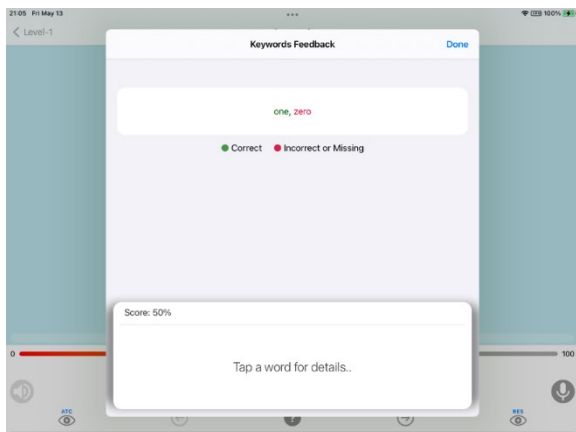 21:05 Fri May 13
100%
Level-1
Keywords Feedback
Done
one, zero
Correct
Incorrect or Missing
Score: 50%
Tap a word for details..
0
100
ATC
?
RES